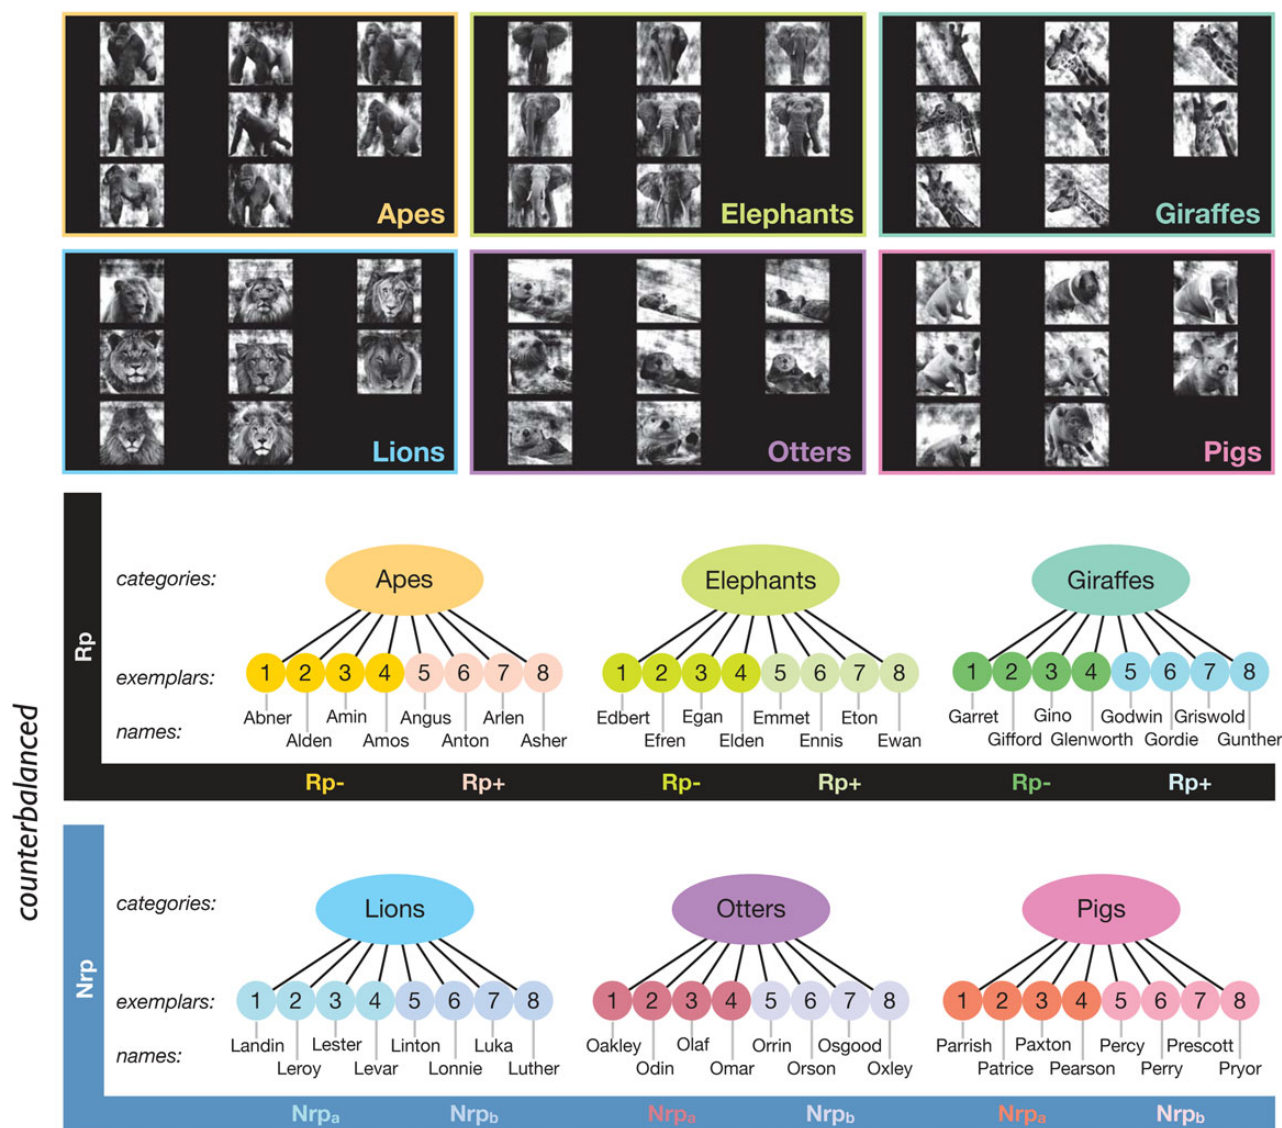 Apes
Elephants
Giraffes
Lions
Otters
Pigs
counterbalanced
Rp
categories:
Apes
Elephants
Giraffes
exemplars:
1 2 3 4 5 6 7 8
1 2 3 4 5 6 7 8
1 2 3 4 5 6 7 8
names:
Abner Alden Amin Amos Angus Anton Arlen Asher
Edbert Efren Egan Elden Emmet Ennis Eton Ewan
Garret Gifford Gino Glenworth Godwin Gordie Griswold Gunther
Rp- Rp+ Rp- Rp+ Rp- Rp+
Nrp
categories:
Lions
Otters
Pigs
exemplars:
1 2 3 4 5 6 7 8
1 2 3 4 5 6 7 8
1 2 3 4 5 6 7 8
names:
Landin Leroy Lester Levar Linton Lonnie Luka Luther
Oakley Odin Olaf Omar Orrin Orson Osgood Oxley
Parrish Patrice Paxton Pearson Percy Perry Prescott Pryor
Nrpa Nrpb Nrpa Nrpb Nrpa Nrpb